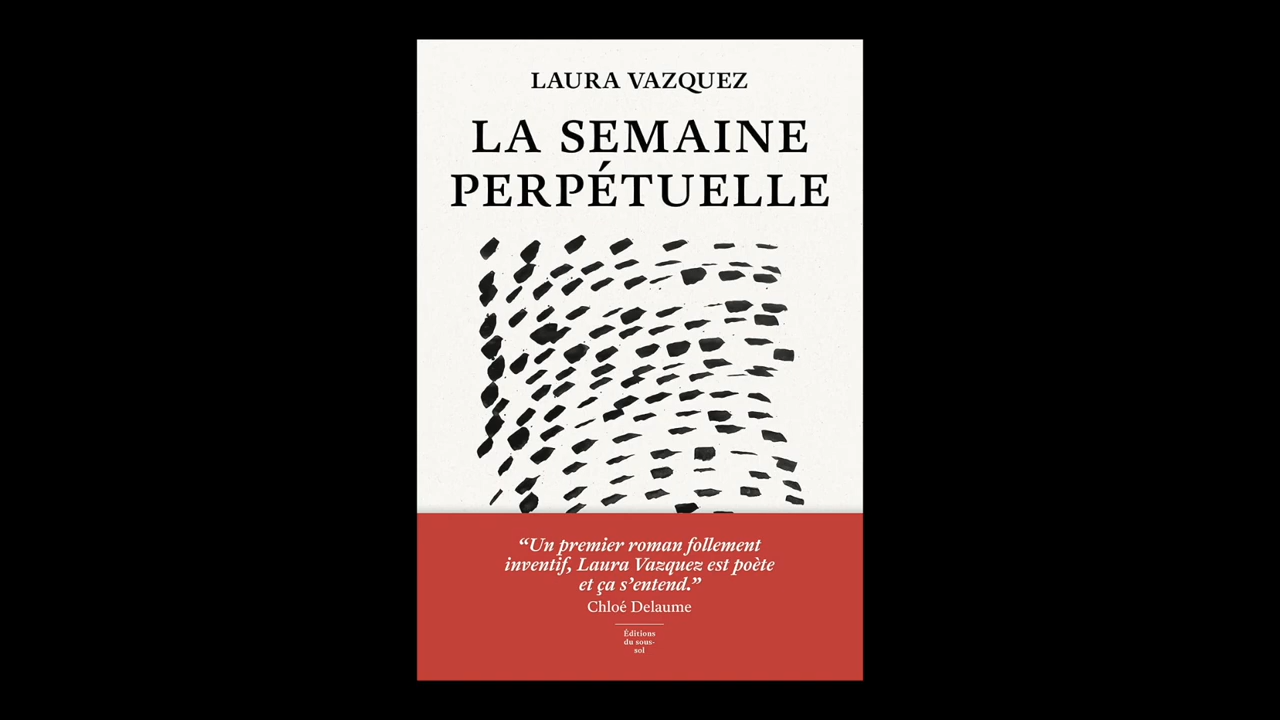 LAURA VAZQUEZ
LA SEMAINE
PERPÉTUELLE
“Un premier roman follement
inventif, Laura Vazquez est poète
et ça s’entend.”
Chloé Delaume
Éditions
du sous-
sol